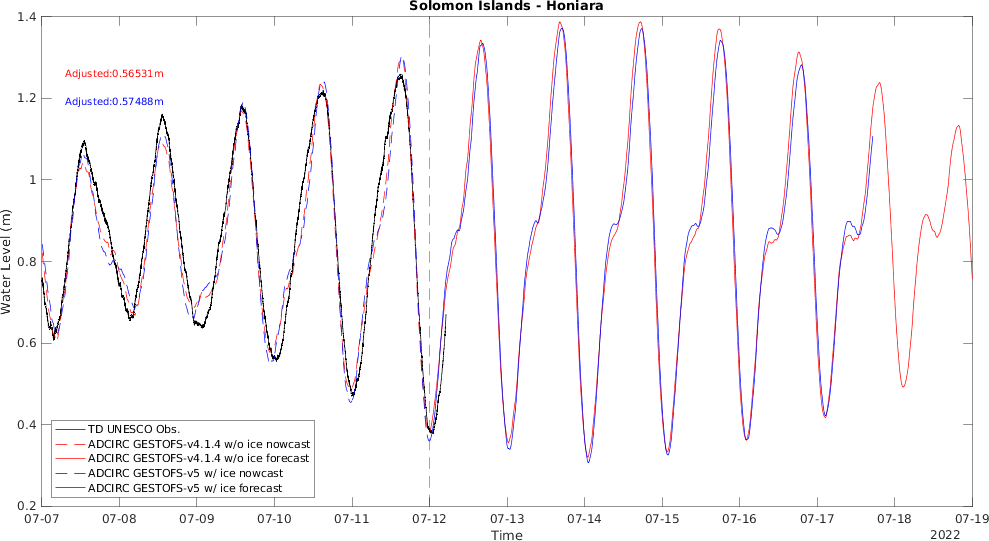 Solomon Islands - Honiara
1.4
1.2
1
0.8
0.6
0.4
0.2
Water Level (m)
Adjusted:0.56531m
Adjusted:0.57488m
TD UNESCO Obs.
ADCIRC GESTOFS-v4.1.4 w/o ice nowcast
ADCIRC GESTOFS-v4.1.4 w/o ice forecast
ADCIRC GESTOFS-v5 w/ ice nowcast
ADCIRC GESTOFS-v5 w/ ice forecast
07-07 07-08 07-09 07-10 07-11 07-12 07-13 07-14 07-15 07-16 07-17 07-18 07-19
Time
2022